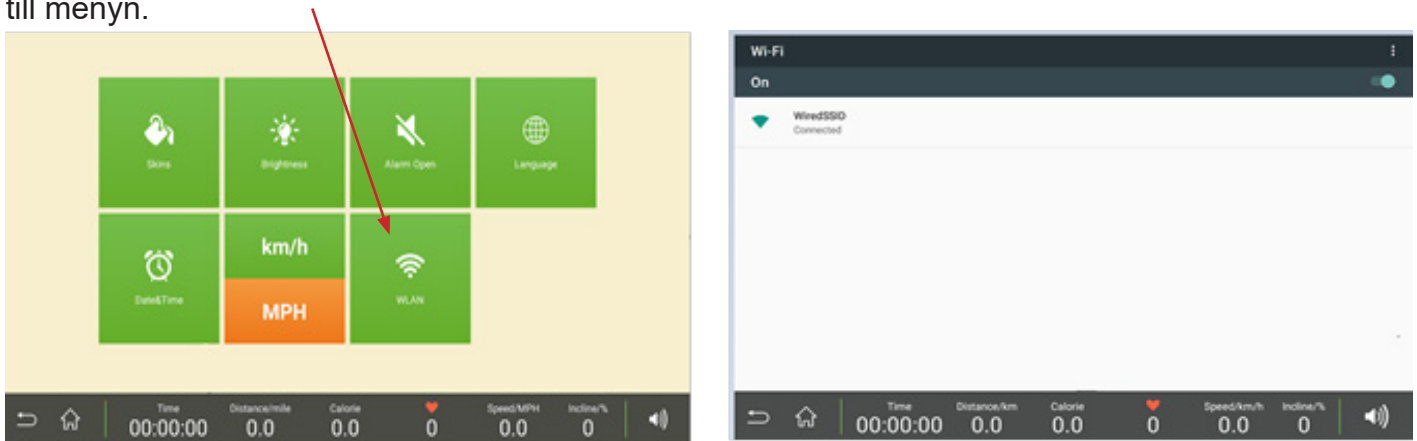 till menyn.
Skins
Brightness
Alarm Open
Language
Date&Time
km/h
MPH
WLAN
Time
00:00:00
Distance/mile
0.0
Calorie
0.0
0
Speed/MPH
0.0
Incline/%
0
Wi-Fi
On
WiredSSID
Connected
Time
00:00:00
Distance/km
0.0
Calorie
0.0
0
Speed/km/h
0.0
Incline/%
0